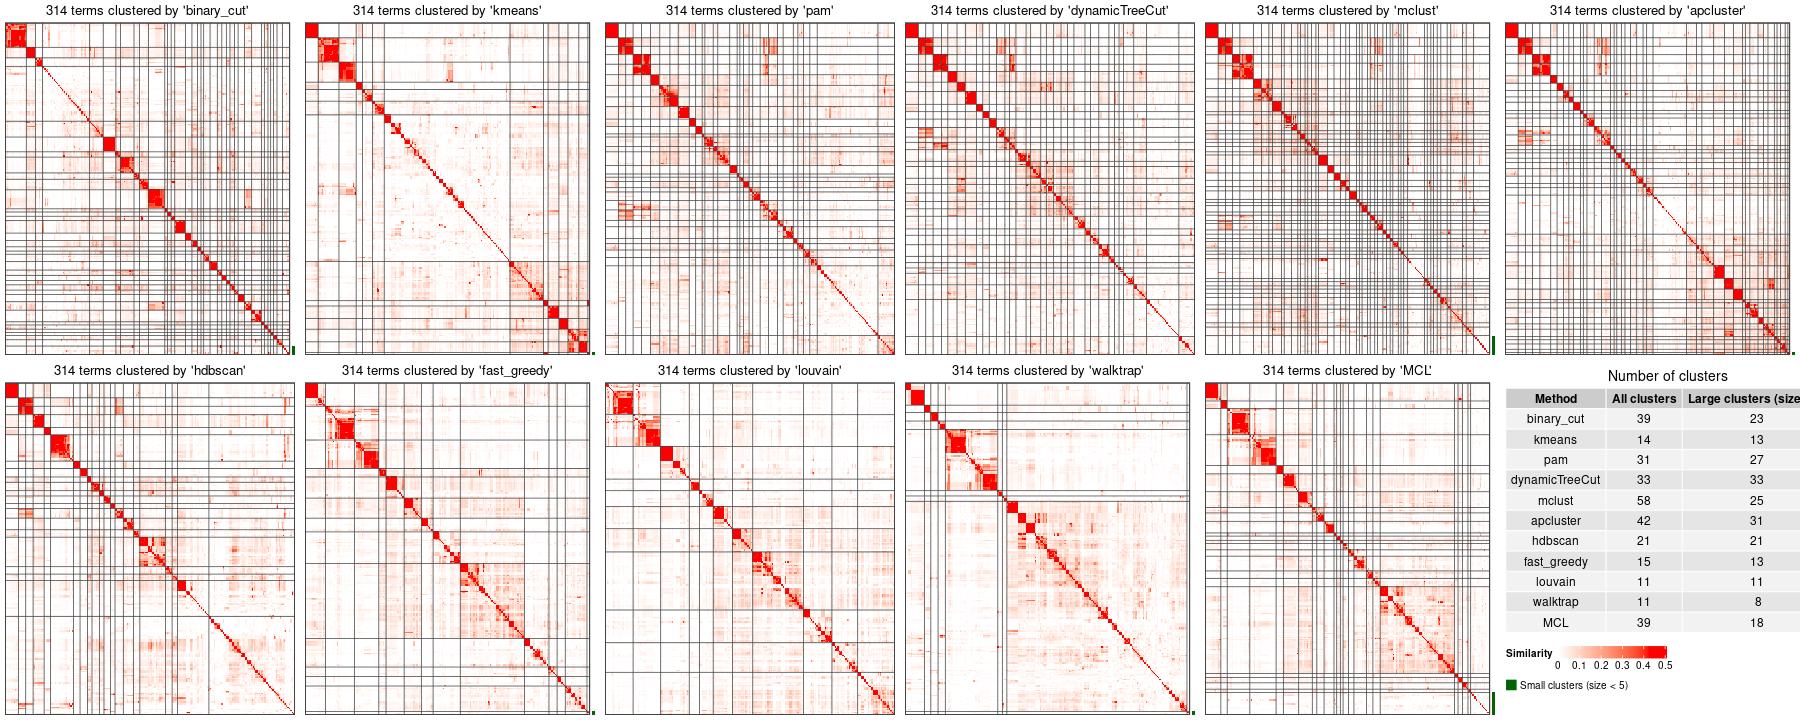 314 terms clustered by 'binary_cut'
314 terms clustered by 'kmeans'
314 terms clustered by 'pam'
314 terms clustered by 'dynamicTreeCut'
314 terms clustered by 'mclust'
314 terms clustered by 'apcluster'
314 terms clustered by 'hdbscan'
314 terms clustered by 'fast_greedy'
314 terms clustered by 'louvain'
314 terms clustered by 'walktrap'
314 terms clustered by 'MCL'
Number of clusters
Method All clusters Large clusters (size
binary_cut 39 23
kmeans 14 13
pam 31 27
dynamicTreeCut 33 33
mclust 58 25
apcluster 42 31
hdbscan 21 21
fast_greedy 15 13
louvain 11 11
walktrap 11 8
MCL 39 18
Similarity
0 0.1 0.2 0.3 0.4 0.5
Small clusters (size < 5)